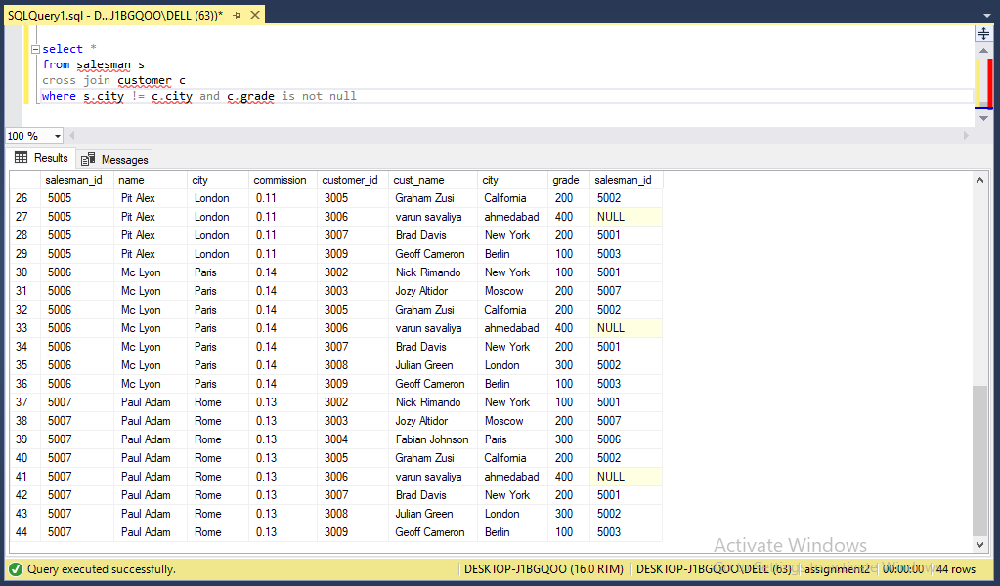 SQLQuery1.sql - D...J1BGQOO\DELL (63))*
select *
from salesman s
cross join customer c
where s.city != c.city and c.grade is not null
100 %
Results Messages
salesman_id name city commission customer_id cust_name city grade salesman_id
26 5005 Pit Alex London 0.11 3005 Graham Zusi California 200 5002
27 5005 Pit Alex London 0.11 3006 varun savaliya ahmedabad 400 NULL
28 5005 Pit Alex London 0.11 3007 Brad Davis New York 200 5001
29 5005 Pit Alex London 0.11 3009 Geoff Cameron Berlin 100 5003
30 5006 Mc Lyon Paris 0.14 3002 Nick Rimando New York 100 5001
31 5006 Mc Lyon Paris 0.14 3003 Jozy Altidor Moscow 200 5007
32 5006 Mc Lyon Paris 0.14 3005 Graham Zusi California 200 5002
33 5006 Mc Lyon Paris 0.14 3006 varun savaliya ahmedabad 400 NULL
34 5006 Mc Lyon Paris 0.14 3007 Brad Davis New York 200 5001
35 5006 Mc Lyon Paris 0.14 3008 Julian Green London 300 5002
36 5006 Mc Lyon Paris 0.14 3009 Geoff Cameron Berlin 100 5003
37 5007 Paul Adam Rome 0.13 3002 Nick Rimando New York 100 5001
38 5007 Paul Adam Rome 0.13 3003 Jozy Altidor Moscow 200 5007
39 5007 Paul Adam Rome 0.13 3004 Fabian Johnson Paris 300 5006
40 5007 Paul Adam Rome 0.13 3005 Graham Zusi California 200 5002
41 5007 Paul Adam Rome 0.13 3006 varun savaliya ahmedabad 400 NULL
42 5007 Paul Adam Rome 0.13 3007 Brad Davis New York 200 5001
43 5007 Paul Adam Rome 0.13 3008 Julian Green London 300 5002
44 5007 Paul Adam Rome 0.13 3009 Geoff Cameron Berlin 100 5003
Activate Windows
Query executed successfully. DESKTOP-J1BGQOO (16.0 RTM) DESKTOP-J1BGQOO\DELL (63) assignment2 00:00:00 44 rows